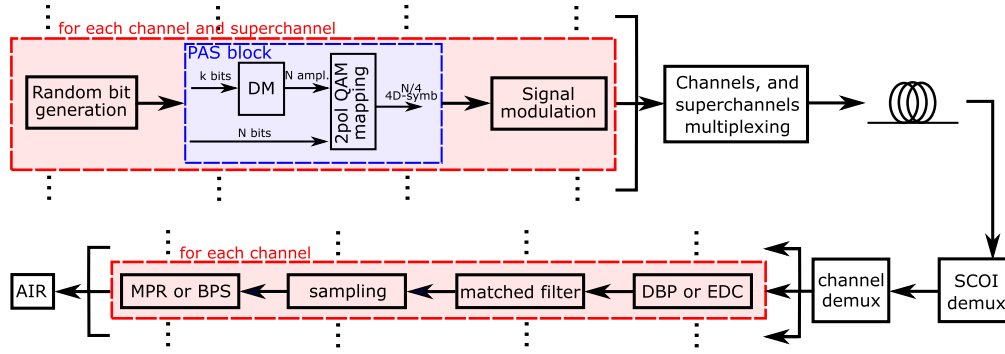 for each channel and superchannel
PAS block
Random bit
generation
k bits
DM
N ampl.
N bits
2pol QAM
mapping
N/4
4D-symb
Signal
modulation
Channels, and
superchannels
multiplexing
for each channel
AIR
MPR or BPS
sampling
matched filter
DBP or EDC
channel
demux
SCOI
demux